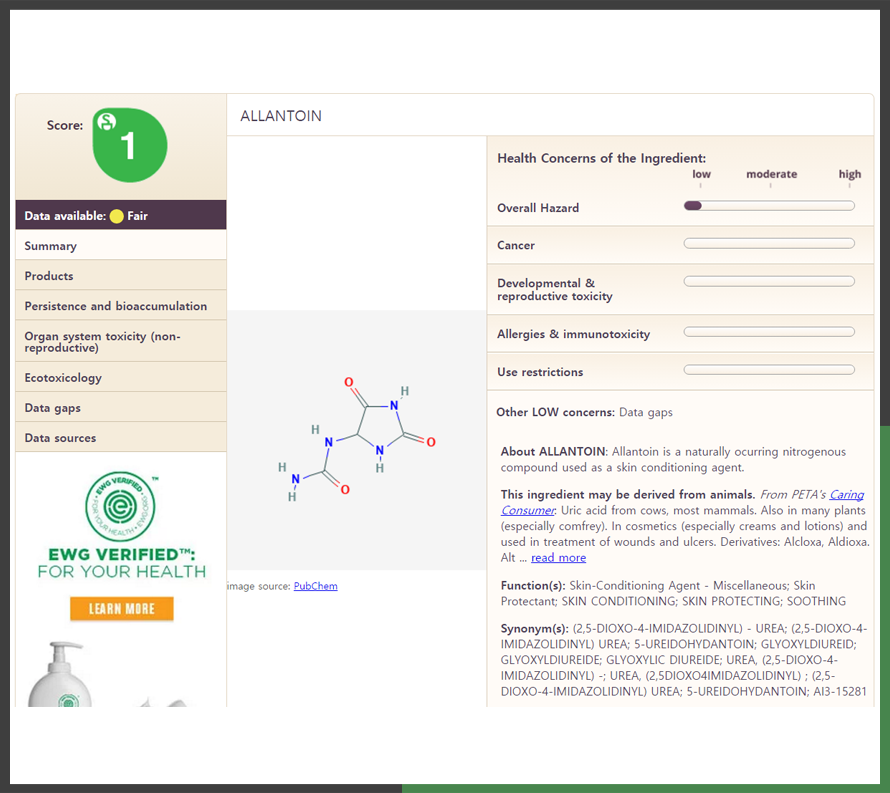 Score:
1
ALLANTOIN
Data available: Fair
Summary
Products
Persistence and bioaccumulation
Organ system toxicity (non-
reproductive)
Ecotoxicology
Data gaps
Data sources
EWG VERIFIED™:
FOR YOUR HEALTH
LEARN MORE
O
H
N
H
N
O
N
H
H
N
H
O
image source: PubChem
Health Concerns of the Ingredient:
low moderate high
Overall Hazard
Cancer
Developmental &
reproductive toxicity
Allergies & immunotoxicity
Use restrictions
Other LOW concerns: Data gaps
About ALLANTOIN: Allantoin is a naturally ocurring nitrogenous
compound used as a skin conditioning agent.
This ingredient may be derived from animals. From PETA's Caring
Consumer: Uric acid from cows, most mammals. Also in many plants
(especially comfrey). In cosmetics (especially creams and lotions) and
used in treatment of wounds and ulcers. Derivatives: Alcloxa, Aldioxa.
Alt ... read more
Function(s): Skin-Conditioning Agent - Miscellaneous; Skin
Protectant; SKIN CONDITIONING; SKIN PROTECTING; SOOTHING
Synonym(s): (2,5-DIOXO-4-IMIDAZOLIDINYL) - UREA; (2,5-DIOXO-4-
IMIDAZOLIDINYL) UREA; 5-UREIDOHYDANTOIN; GLYOXYLDIUREID;
GLYOXYLDIUREIDE; GLYOXYLIC DIUREIDE; UREA, (2,5-DIOXO-4-
IMIDAZOLIDINYL) -; UREA, (2,5DIOXO4IMIDAZOLIDINYL) ; (2,5-
DIOXO-4-IMIDAZOLIDINYL) UREA; 5-UREIDOHYDANTOIN; AI3-15281